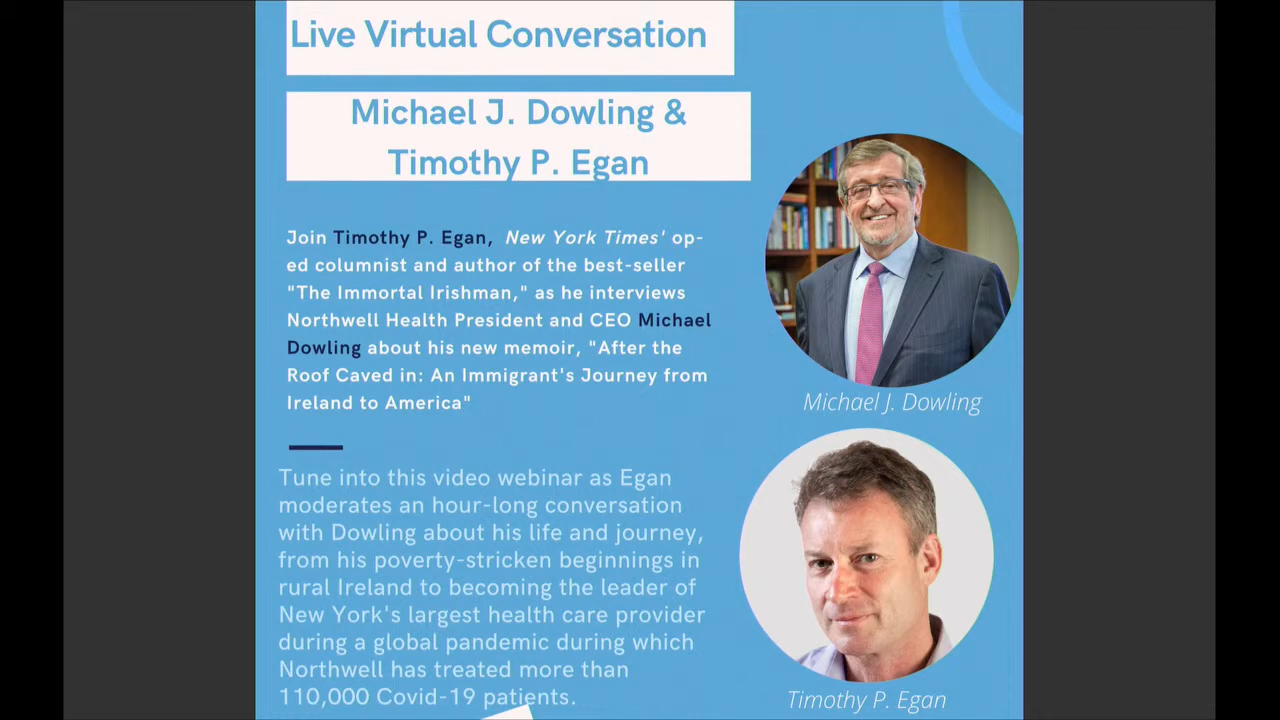 Live Virtual Conversation
Michael J. Dowling &
Timothy P. Egan
Join Timothy P. Egan, New York Times' op-
ed columnist and author of the best-seller
"The Immortal Irishman," as he interviews
Northwell Health President and CEO Michael
Dowling about his new memoir, "After the
Roof Caved in: An Immigrant's Journey from
Ireland to America"
Tune into this video webinar as Egan
moderates an hour-long conversation
with Dowling about his life and journey,
from his poverty-stricken beginnings in
rural Ireland to becoming the leader of
New York's largest health care provider
during a global pandemic during which
Northwell has treated more than
110,000 Covid-19 patients.
Michael J. Dowling
Timothy P. Egan